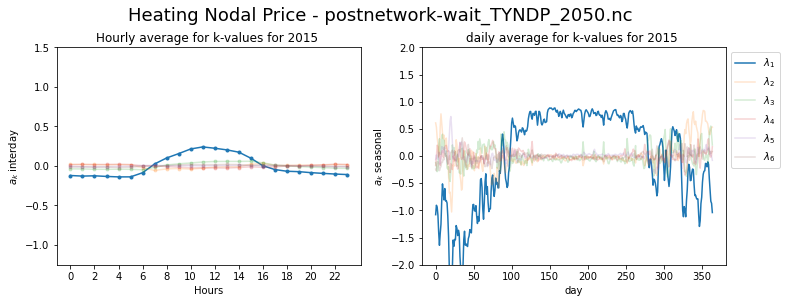 Heating Nodal Price - postnetwork-wait_TYNDP_2050.nc
Hourly average for k-values for 2015
1.5
1.0
0.5
0.0
−0.5
−1.0
a_k interday
0 2 4 6 8 10 12 14 16 18 20 22
Hours
daily average for k-values for 2015
2.0
1.5
1.0
0.5
0.0
−0.5
−1.0
−1.5
−2.0
a_k seasonal
0 50 100 150 200 250 300 350
day
λ₁
λ₂
λ₃
λ₄
λ₅
λ₆